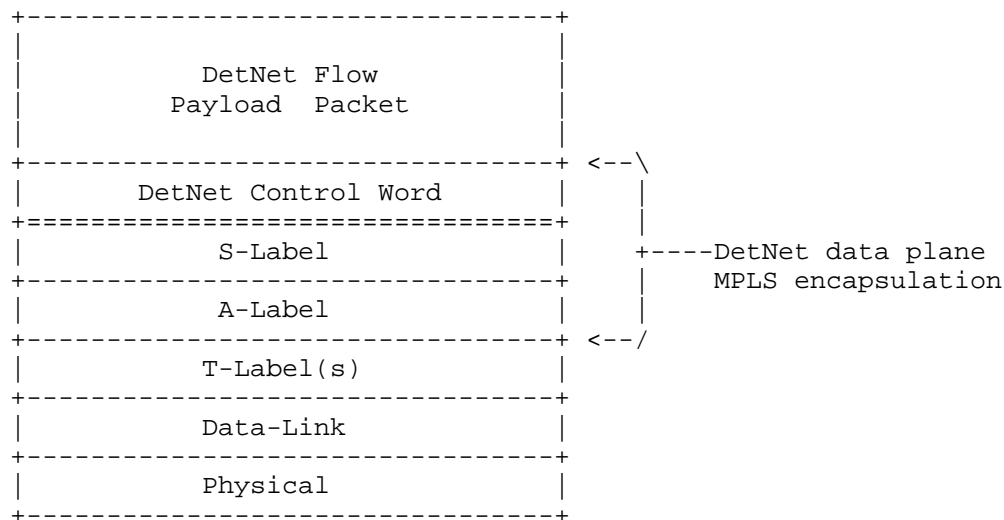 DetNet Flow
Payload Packet
<--\
DetNet Control Word
S-Label
+----DetNet data plane
MPLS encapsulation
A-Label
<--/
T-Label(s)
Data-Link
Physical